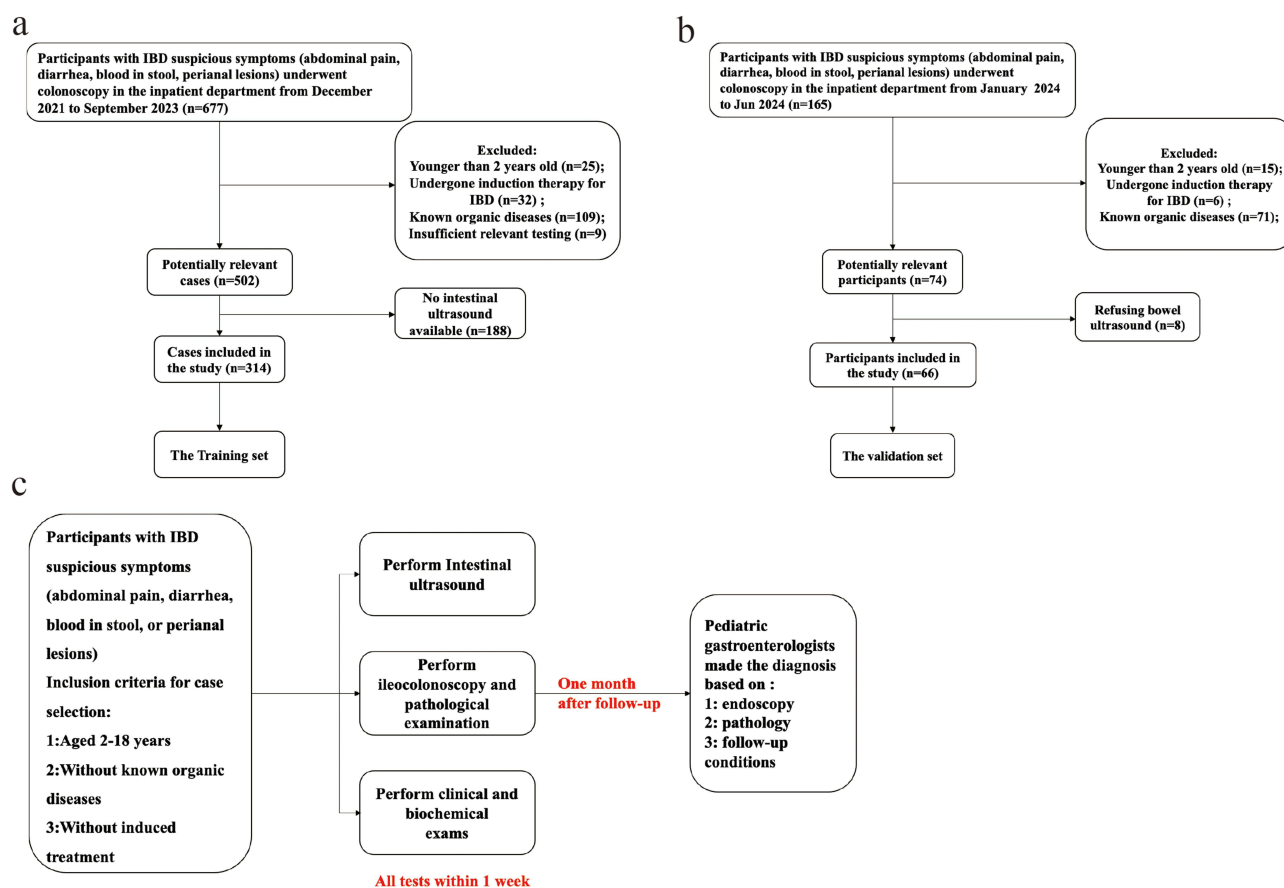 a
Participants with IBD suspicious symptoms (abdominal pain,
diarrhea, blood in stool, perianal lesions) underwent
colonoscopy in the inpatient department from December
2021 to September 2023 (n=677)
Excluded:
Younger than 2 years old (n=25);
Undergone induction therapy for
IBD (n=32) ;
Known organic diseases (n=109);
Insufficient relevant testing (n=9)
Potentially relevant
cases (n=502)
No intestinal
ultrasound
available (n=188)
Cases included in
the study (n=314)
The Training set
b
Participants with IBD suspicious symptoms (abdominal pain,
diarrhea, blood in stool, perianal lesions) underwent
colonoscopy in the inpatient department from January 2024
to Jun 2024 (n=165)
Excluded:
Younger than 2 years old (n=15);
Undergone induction therapy
for IBD (n=6) ;
Known organic diseases (n=71);
Potentially relevant
participants (n=74)
Refusing bowel
ultrasound (n=8)
Participants included in
the study (n=66)
The validation set
c
Participants with IBD
suspicious symptoms
(abdominal pain, diarrhea,
blood in stool, or perianal
lesions)
Inclusion criteria for case
selection:
1:Aged 2-18 years
2:Without known organic
diseases
3:Without induced
treatment
Perform Intestinal
ultrasound
Perform
ileocolonoscopy and
pathological
examination
Perform clinical and
biochemical
exams
All tests within 1 week
One month
after follow-up
Pediatric
gastroenterologists
made the diagnosis
based on :
1: endoscopy
2: pathology
3: follow-up
conditions